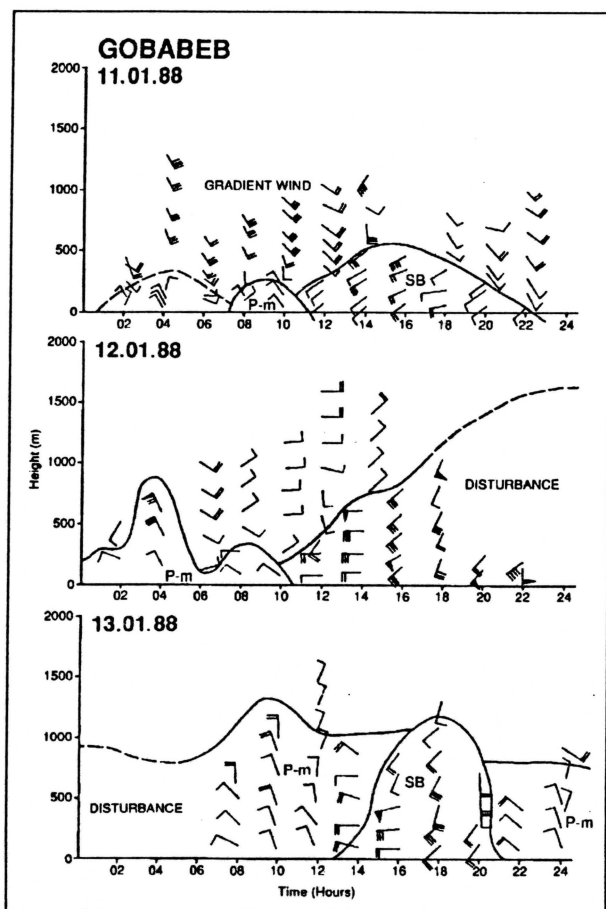 GOBABEB
11.01.88
2000
1500
1000
500
0
GRADIENT WIND
P-m
SB
02 04 06 08 10 12 14 16 18 20 22 24
12.01.88
Height (m)
2000
1500
1000
500
0
DISTURBANCE
P-m
02 04 06 08 10 12 14 16 18 20 22 24
13.01.88
2000
1500
1000
500
0
DISTURBANCE
P-m
SB
P-m
02 04 06 08 10 12 14 16 18 20 22 24
Time (Hours)